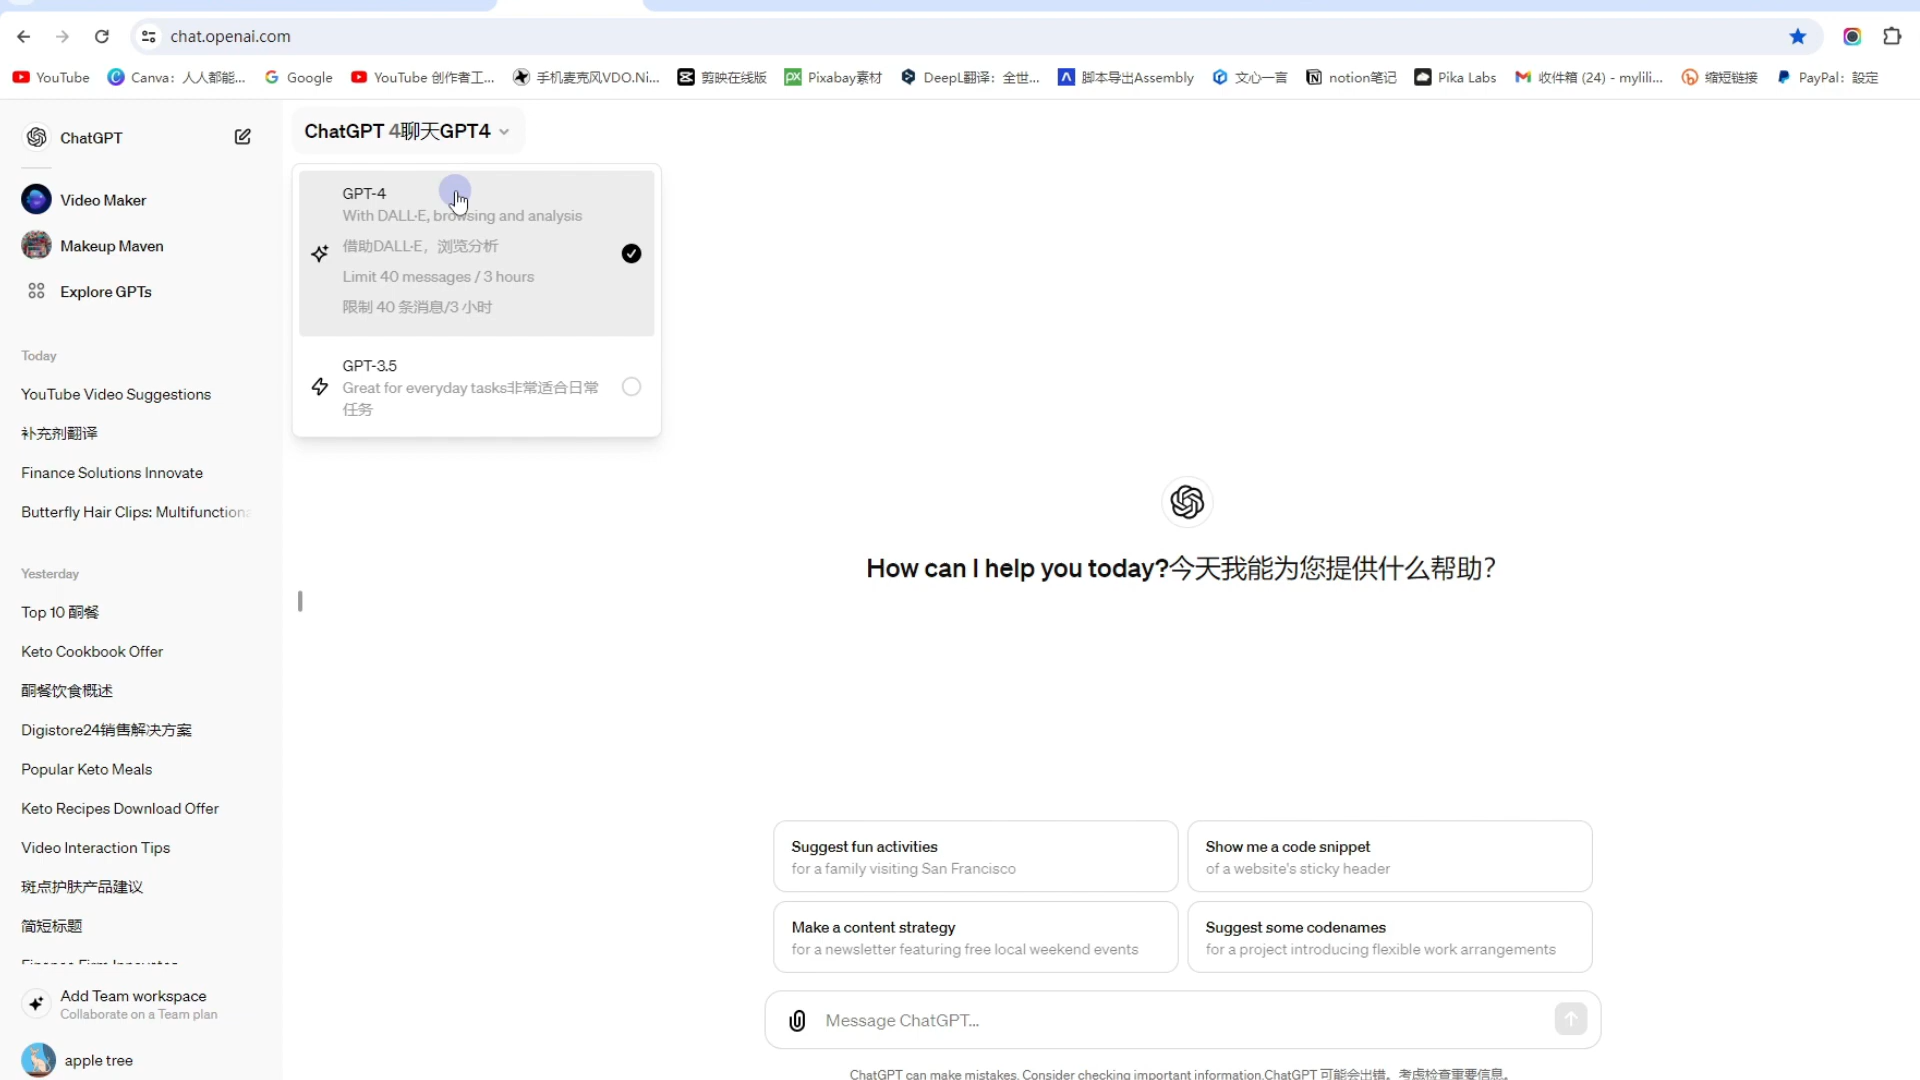 chat.openai.com
YouTube
Canva：人人都能...
Google
YouTube 创作者工...
手机麦克风VDO.Ni...
剪映在线版
Pixabay素材
DeepL翻译：全世...
脚本导出Assembly
文心一言
notion笔记
Pika Labs
收件箱 (24) - mylili...
缩短链接
PayPal：設定
ChatGPT
Video Maker
Makeup Maven
Explore GPTs
Today
YouTube Video Suggestions
补充剂翻译
Finance Solutions Innovate
Butterfly Hair Clips: Multifunctiona
Yesterday
Top 10 酮餐
Keto Cookbook Offer
酮餐饮食概述
Digistore24销售解决方案
Popular Keto Meals
Keto Recipes Download Offer
Video Interaction Tips
斑点护肤产品建议
简短标题
Add Team workspace
Collaborate on a Team plan
apple tree
ChatGPT 4聊天GPT4
GPT-4
With DALL·E, browsing and analysis
借助DALL·E，浏览分析
Limit 40 messages / 3 hours
限制 40 条消息/3 小时
GPT-3.5
Great for everyday tasks非常适合日常
任务
How can I help you today?今天我能为您提供什么帮助？
Suggest fun activities
for a family visiting San Francisco
Show me a code snippet
of a website's sticky header
Make a content strategy
for a newsletter featuring free local weekend events
Suggest some codenames
for a project introducing flexible work arrangements
Message ChatGPT...
ChatGPT can make mistakes. Consider checking important information.ChatGPT 可能会出错。考虑检查重要信息。